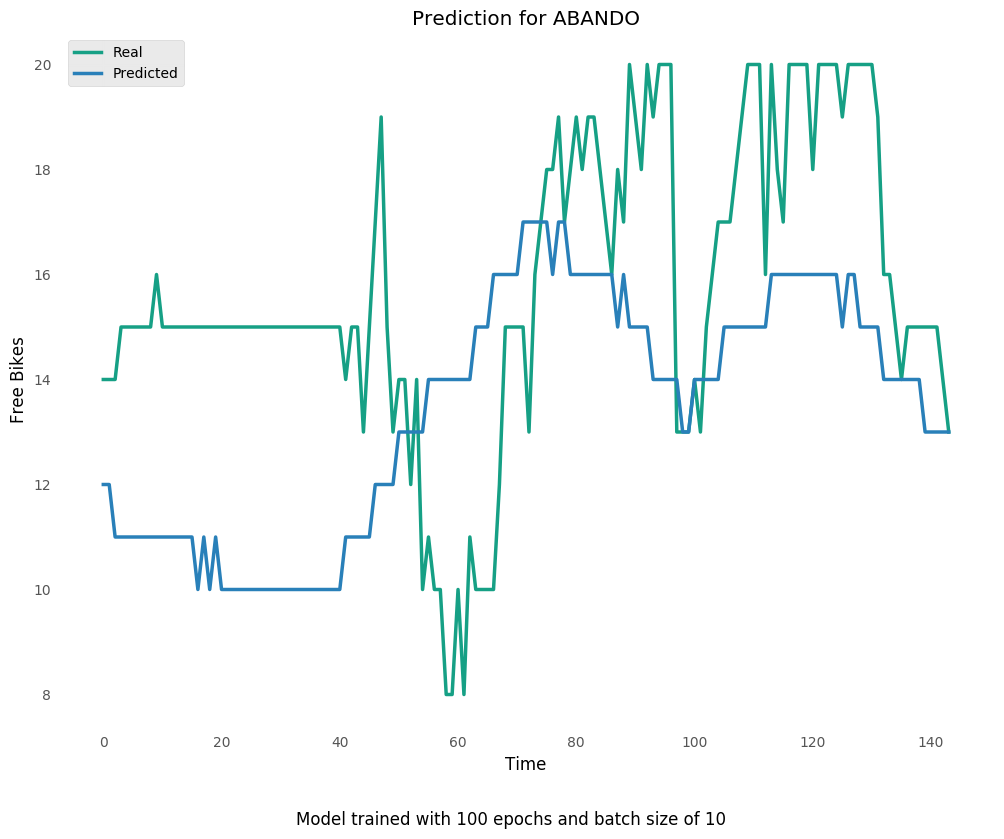 Prediction for ABANDO
Real
Predicted
Free Bikes
20
18
16
14
12
10
8
0 20 40 60 80 100 120 140
Time
Model trained with 100 epochs and batch size of 10